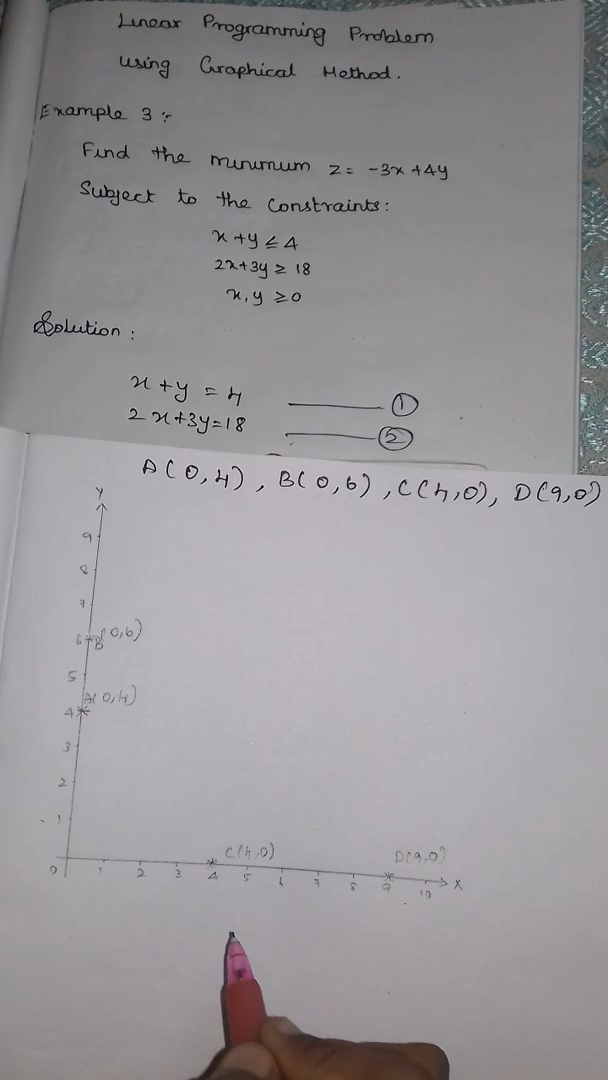 Linear Programming Problem
using Graphical Method.
Example 3 :-
Find the minimum z = -3x +4y
Subject to the constraints:
x + y ≤ 4
2x+3y ≥ 18
x, y ≥ 0
Solution :
x + y = 4 ——— ①
2x+3y=18 ——— ②
A(0,4), B(0,6), C(4,0), D(9,0)
Y
9
8
7
6 B(0,6)
5
A(0,4)
4
3
2
1
C(4,0) D(9,0)
0 1 2 3 4 5 6 7 8 9 10 X